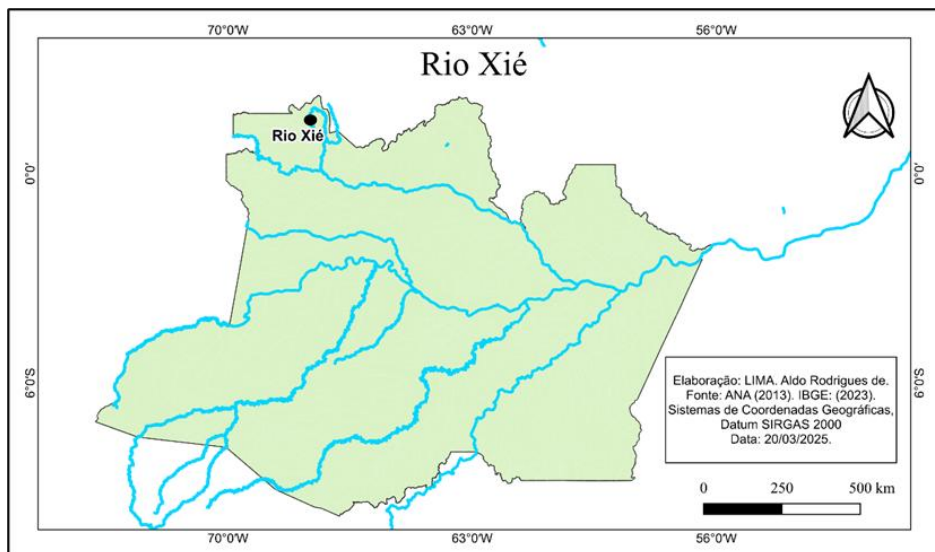 70°0'W 63°0'W 56°0'W
Rio Xié
Rio Xié
0°0' 0°0'
6°0'S 6°0'S
Elaboração: LIMA. Aldo Rodrigues de.
Fonte: ANA (2013). IBGE: (2023).
Sistemas de Coordenadas Geográficas,
Datum SIRGAS 2000
Data: 20/03/2025.
0 250 500 km
70°0'W 63°0'W 56°0'W